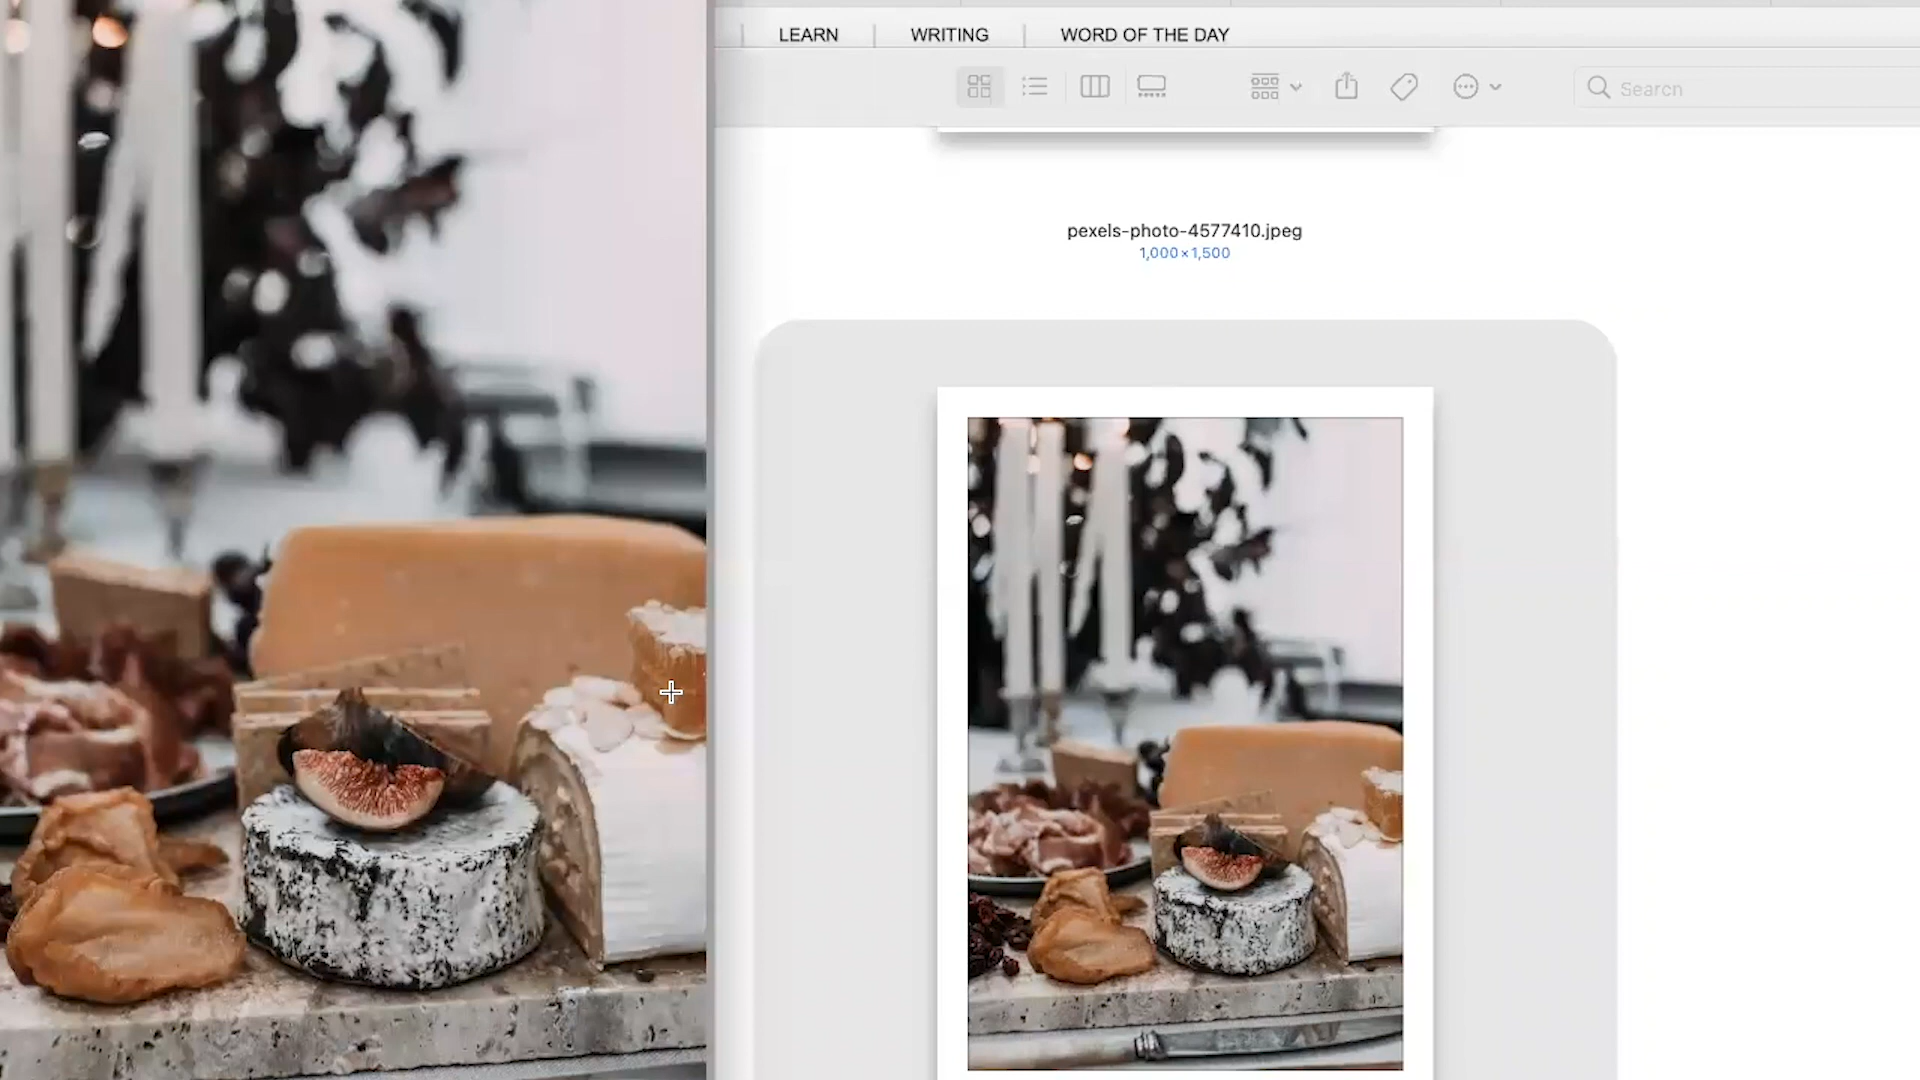 LEARN
WRITING
WORD OF THE DAY
Search
pexels-photo-4577410.jpeg
1,000×1,500